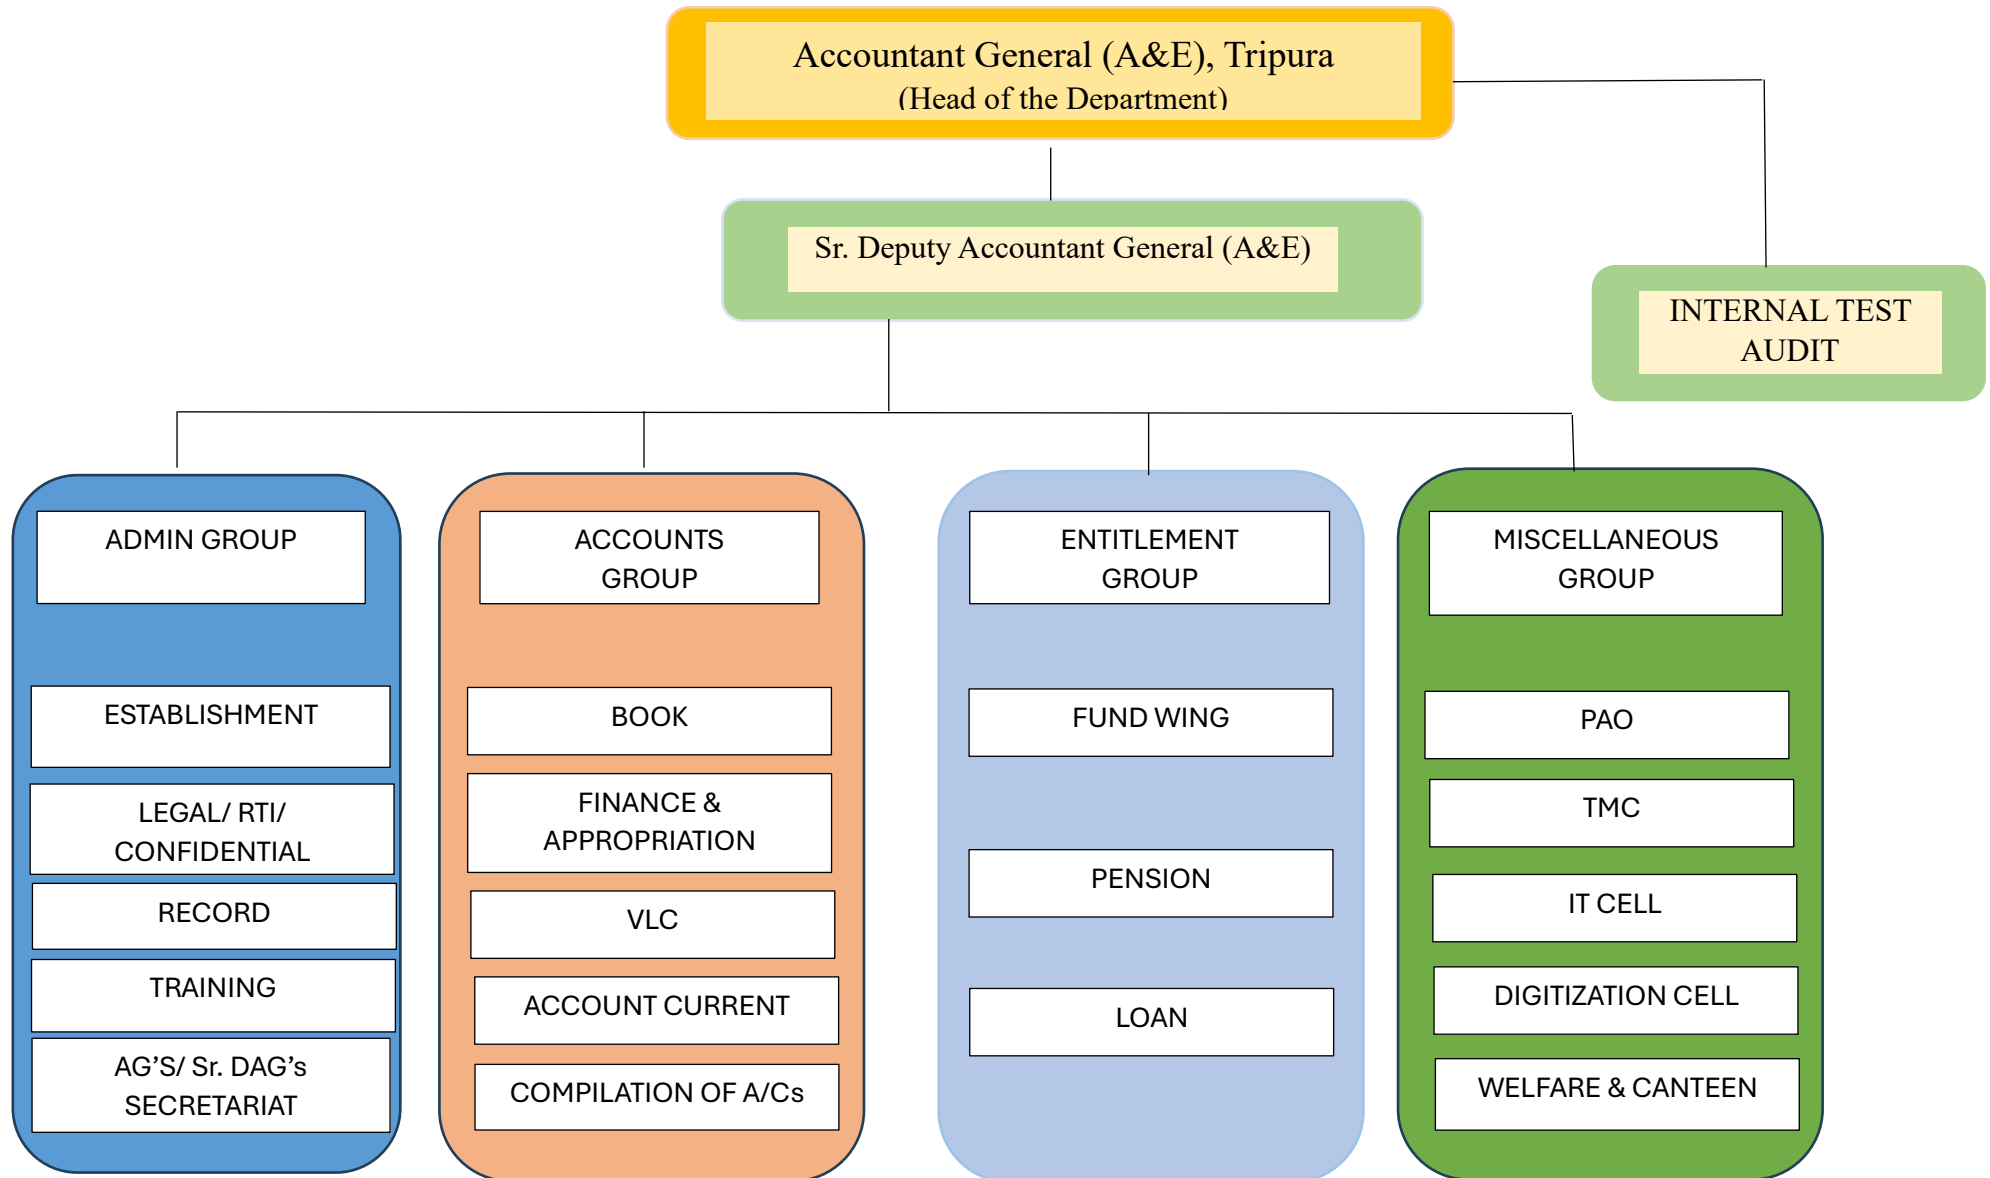 Accountant General (A&E), Tripura
(Head of the Department)
Sr. Deputy Accountant General (A&E)
INTERNAL TEST
AUDIT
ADMIN GROUP
ESTABLISHMENT
LEGAL/ RTI/
CONFIDENTIAL
RECORD
TRAINING
AG’S/ Sr. DAG’s
SECRETARIAT
ACCOUNTS
GROUP
BOOK
FINANCE &
APPROPRIATION
VLC
ACCOUNT CURRENT
COMPILATION OF A/Cs
ENTITLEMENT
GROUP
FUND WING
PENSION
LOAN
MISCELLANEOUS
GROUP
PAO
TMC
IT CELL
DIGITIZATION CELL
WELFARE & CANTEEN